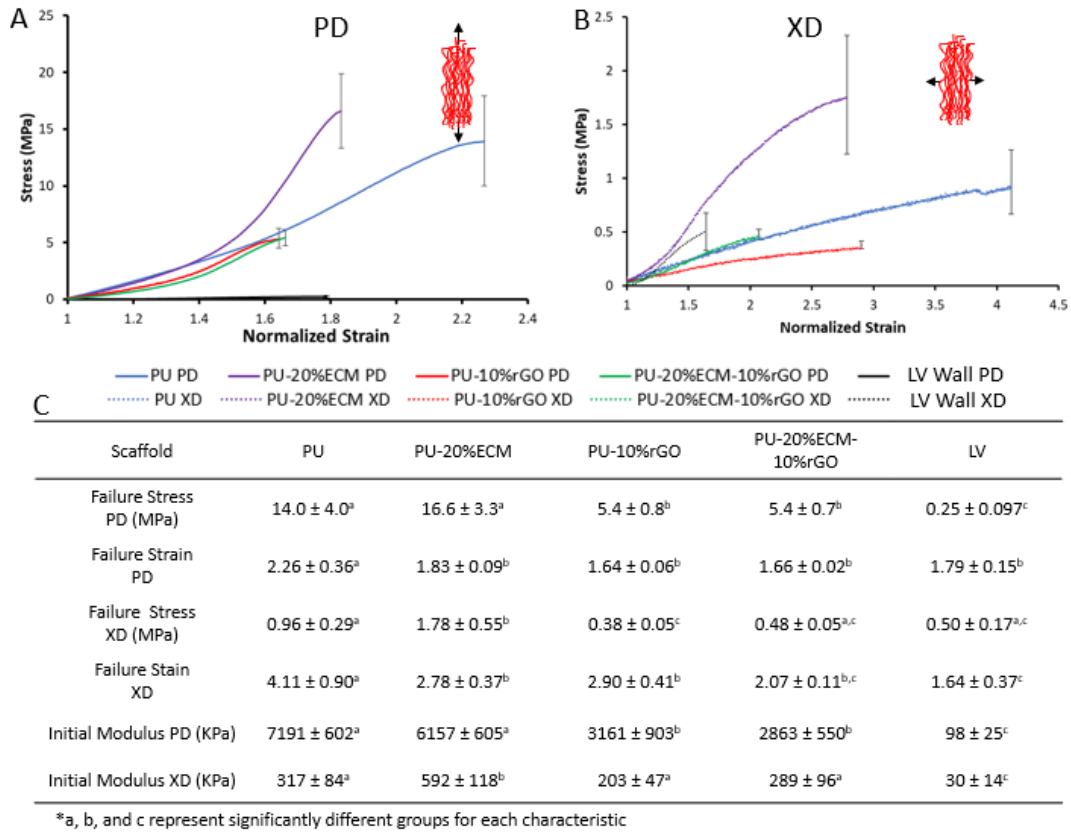 A
PD
25
20
15
10
5
0
Stress (MPa)
1
1.2
1.4
1.6
1.8
2
2.2
2.4
Normalized Strain
B
XD
2.5
2
1.5
1
0.5
0
Stress (MPa)
1
1.5
2
2.5
3
3.5
4
4.5
Normalized Strain
PU PD PU-20%ECM PD PU-10%rGO PD PU-20%ECM-10%rGO PD LV Wall PD
PU XD PU-20%ECM XD PU-10%rGO XD PU-20%ECM-10%rGO XD LV Wall XD
C
Scaffold PU PU-20%ECM PU-10%rGO PU-20%ECM-
10%rGO LV
Failure Stress
PD (MPa) 14.0 ± 4.0ᵃ 16.6 ± 3.3ᵃ 5.4 ± 0.8ᵇ 5.4 ± 0.7ᵇ 0.25 ± 0.097ᶜ
Failure Strain
PD 2.26 ± 0.36ᵃ 1.83 ± 0.09ᵇ 1.64 ± 0.06ᵇ 1.66 ± 0.02ᵇ 1.79 ± 0.15ᵇ
Failure Stress
XD (MPa) 0.96 ± 0.29ᵃ 1.78 ± 0.55ᵇ 0.38 ± 0.05ᶜ 0.48 ± 0.05ᵃ,ᶜ 0.50 ± 0.17ᵃ,ᶜ
Failure Stain
XD 4.11 ± 0.90ᵃ 2.78 ± 0.37ᵇ 2.90 ± 0.41ᵇ 2.07 ± 0.11ᵇ,ᶜ 1.64 ± 0.37ᶜ
Initial Modulus PD (KPa) 7191 ± 602ᵃ 6157 ± 605ᵃ 3161 ± 903ᵇ 2863 ± 550ᵇ 98 ± 25ᶜ
Initial Modulus XD (KPa) 317 ± 84ᵃ 592 ± 118ᵇ 203 ± 47ᵃ 289 ± 96ᵃ 30 ± 14ᶜ
*a, b, and c represent significantly different groups for each characteristic